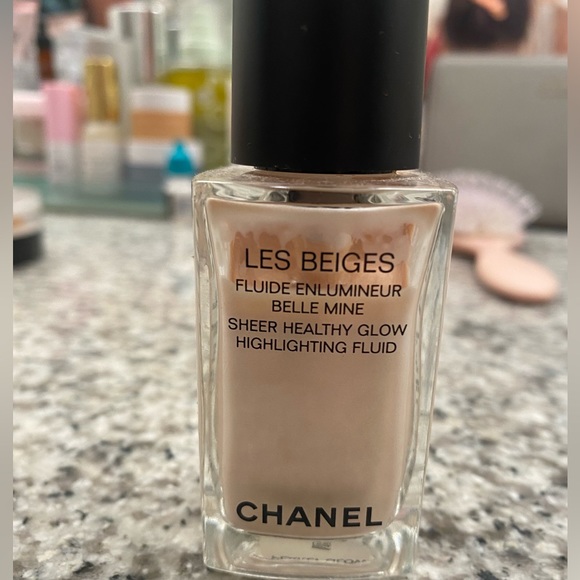 LES BEIGES
FLUIDE ENLUMINEUR
BELLE MINE
SHEER HEALTHY GLOW
HIGHLIGHTING FLUID
CHANEL